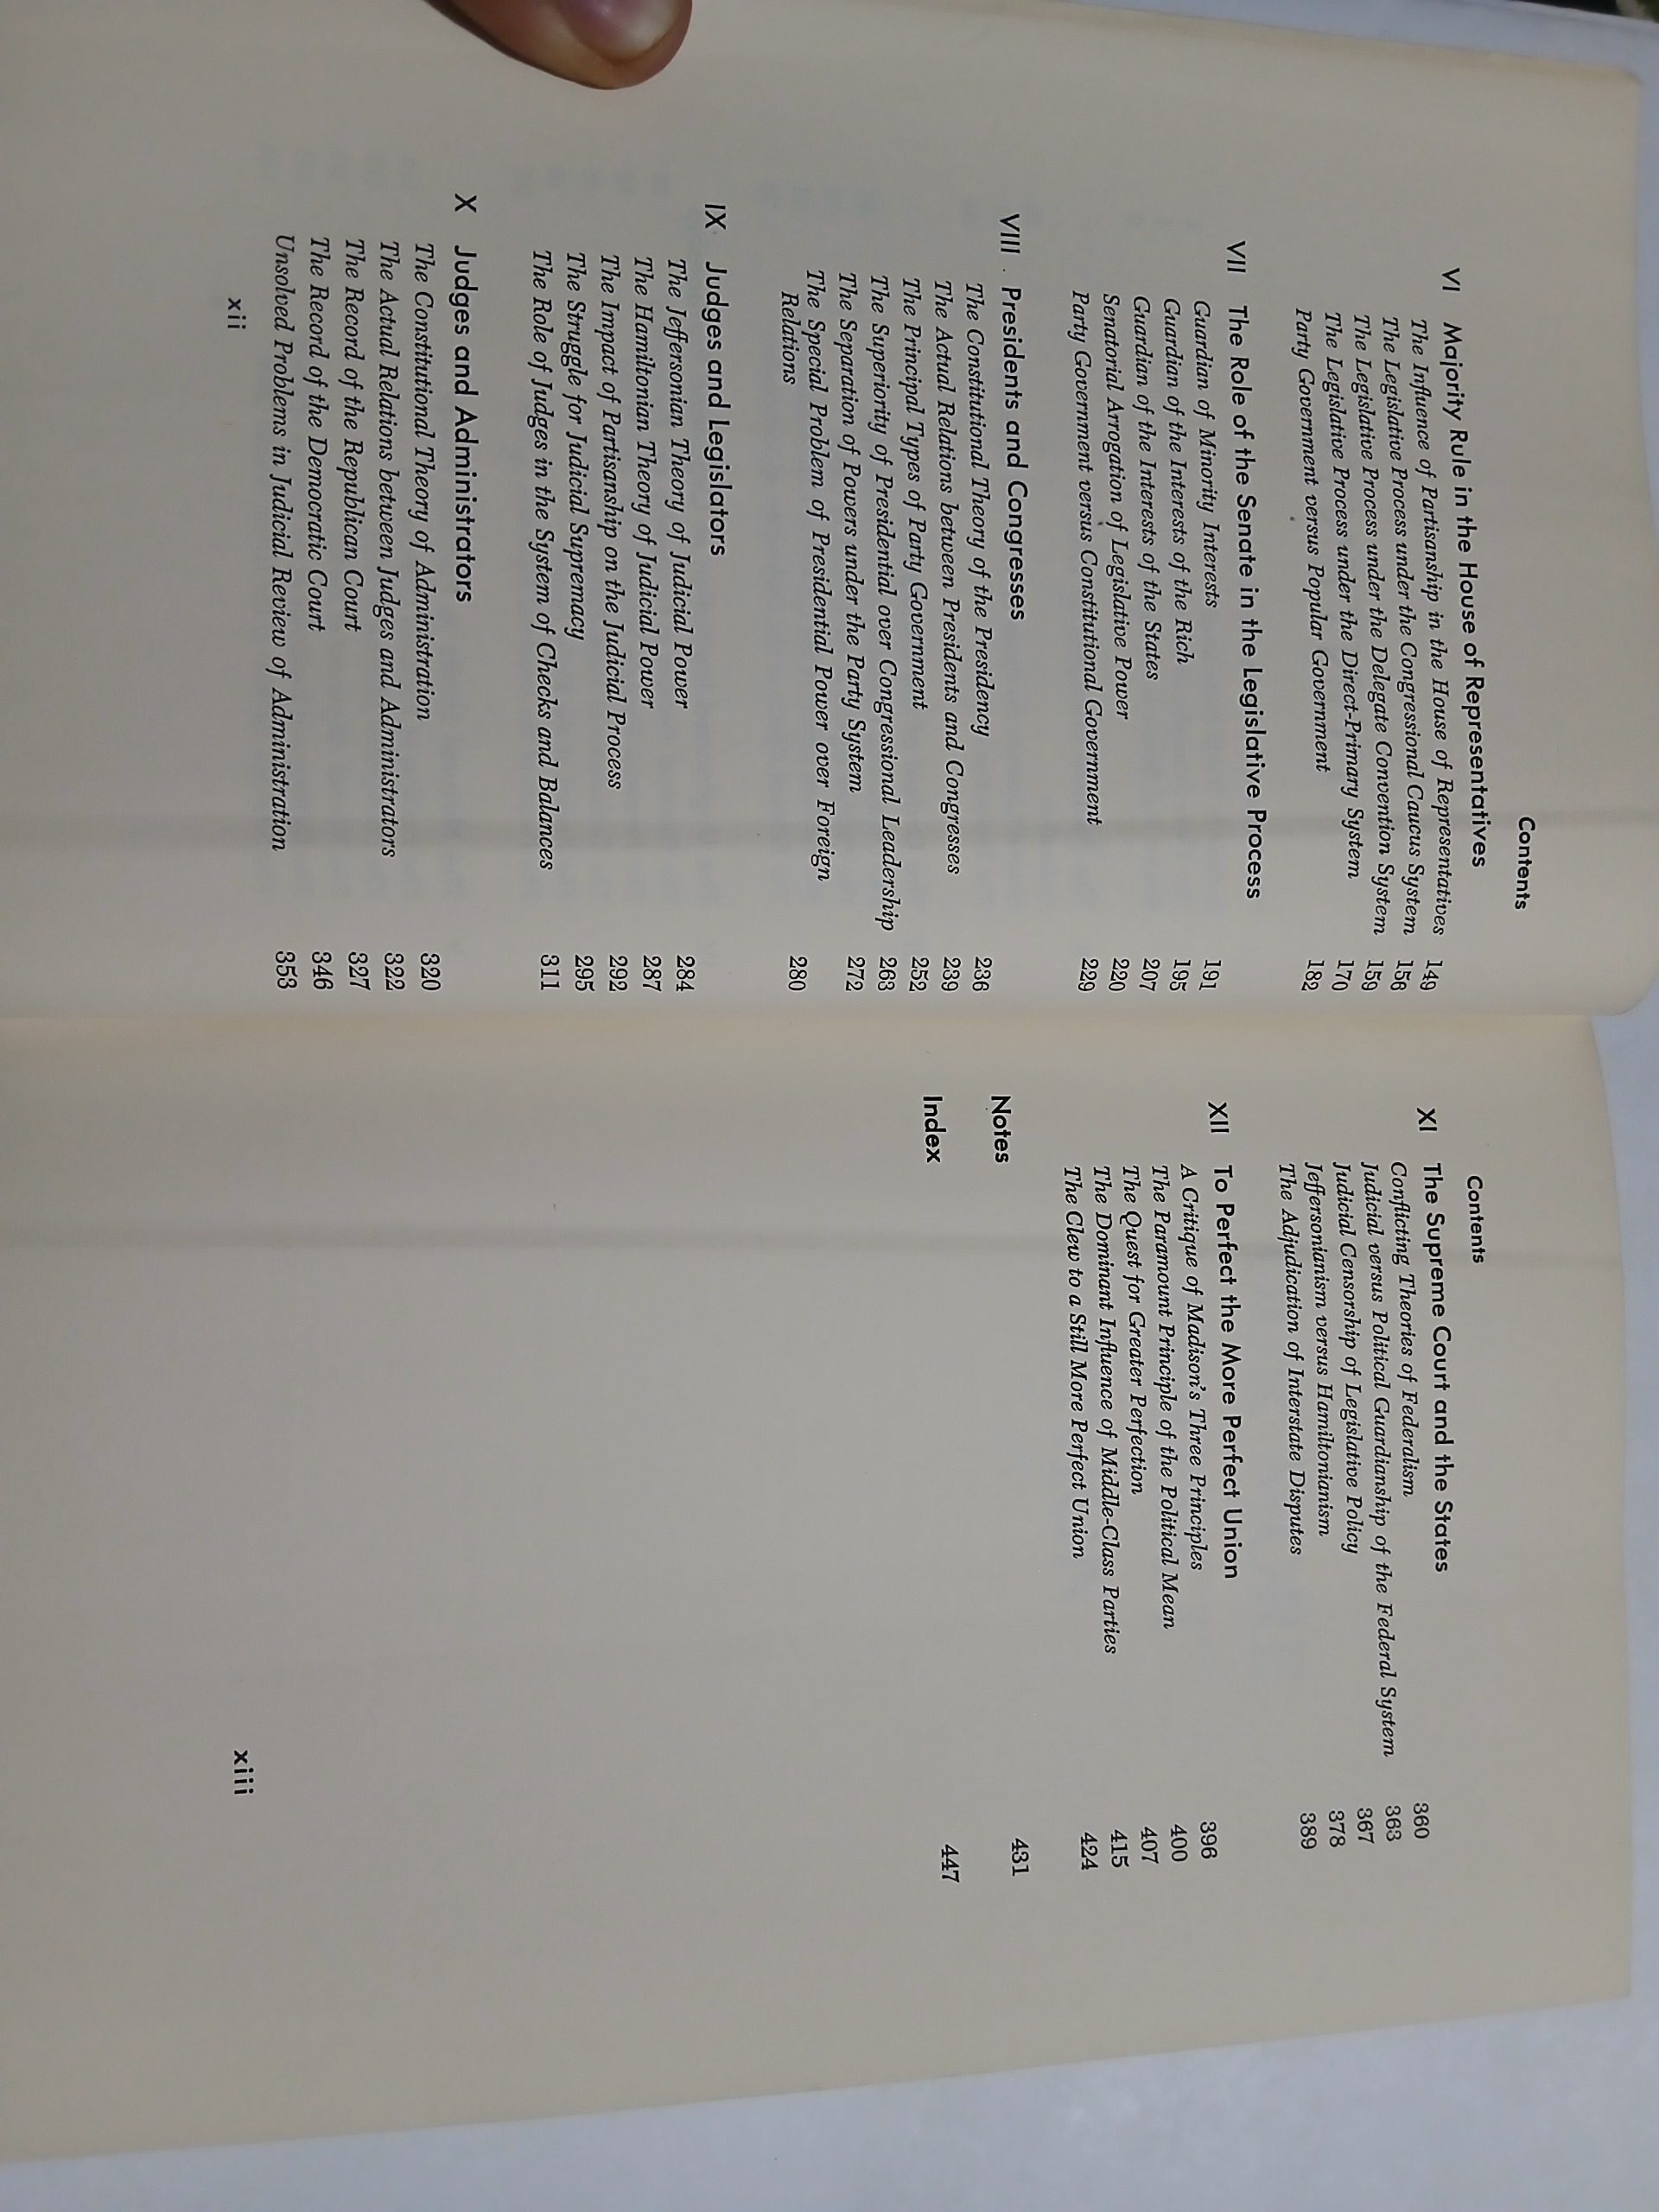 Contents
VI Majority Rule in the House of Representatives
The Influence of Partisanship in the House of Representatives 149
The Legislative Process under the Congressional Caucus System 156
The Legislative Process under the Delegate Convention System 159
The Legislative Process under the Direct-Primary System 170
Party Government versus Popular Government 182
VII The Role of the Senate in the Legislative Process
Guardian of Minority Interests 191
Guardian of the Interests of the Rich 195
Guardian of the Interests of the States 207
Senatorial Arrogation of Legislative Power 220
Party Government versus Constitutional Government 229
VIII Presidents and Congresses
The Constitutional Theory of the Presidency 236
The Actual Relations between Presidents and Congresses 239
The Principal Types of Party Government 252
The Superiority of Presidential over Congressional Leadership 263
The Separation of Powers under the Party System 272
The Special Problem of Presidential Power over Foreign
Relations 280
IX Judges and Legislators
The Jeffersonian Theory of Judicial Power 284
The Hamiltonian Theory of Judicial Power 287
The Impact of Partisanship on the Judicial Process 292
The Struggle for Judicial Supremacy 295
The Role of Judges in the System of Checks and Balances 311
X Judges and Administrators
The Constitutional Theory of Administration 320
The Actual Relations between Judges and Administrators 322
The Record of the Republican Court 327
The Record of the Democratic Court 346
Unsolved Problems in Judicial Review of Administration 353
xii
Contents
XI The Supreme Court and the States
Conflicting Theories of Federalism 360
Judicial versus Political Guardianship of the Federal System 363
Judicial Censorship of Legislative Policy 367
Jeffersonianism versus Hamiltonianism 378
The Adjudication of Interstate Disputes 389
XII To Perfect the More Perfect Union
A Critique of Madison's Three Principles 396
The Paramount Principle of the Political Mean 400
The Quest for Greater Perfection 407
The Dominant Influence of Middle-Class Parties 415
The Clew to a Still More Perfect Union 424
Notes 431
Index 447
xiii